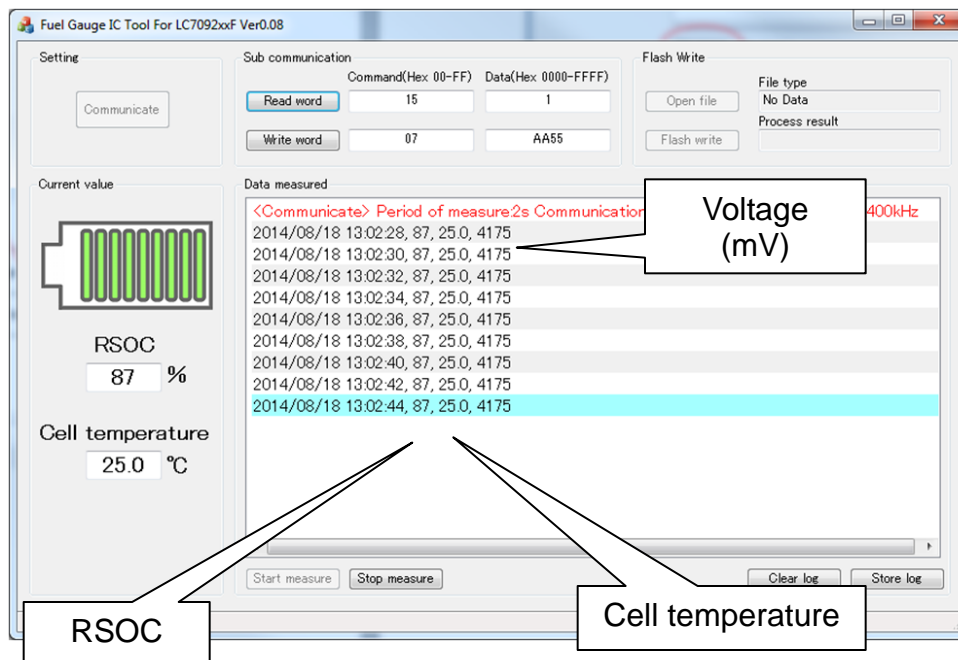 Fuel Gauge IC Tool For LC7092xxF Ver0.08
Setting
Communicate
Sub communication
Command(Hex 00-FF) Data(Hex 0000-FFFF)
Read word 15 1
Write word 07 AA55
Flash Write
File type
Open file No Data
Process result
Flash write
Current value
RSOC
87 %
Cell temperature
25.0 ℃
Data measured
<Communicate> Period of measure:2s Communication 400kHz
2014/08/18 13:02:28, 87, 25.0, 4175
2014/08/18 13:02:30, 87, 25.0, 4175
2014/08/18 13:02:32, 87, 25.0, 4175
2014/08/18 13:02:34, 87, 25.0, 4175
2014/08/18 13:02:36, 87, 25.0, 4175
2014/08/18 13:02:38, 87, 25.0, 4175
2014/08/18 13:02:40, 87, 25.0, 4175
2014/08/18 13:02:42, 87, 25.0, 4175
2014/08/18 13:02:44, 87, 25.0, 4175
Voltage
(mV)
Start measure Stop measure Clear log Store log
RSOC
Cell temperature